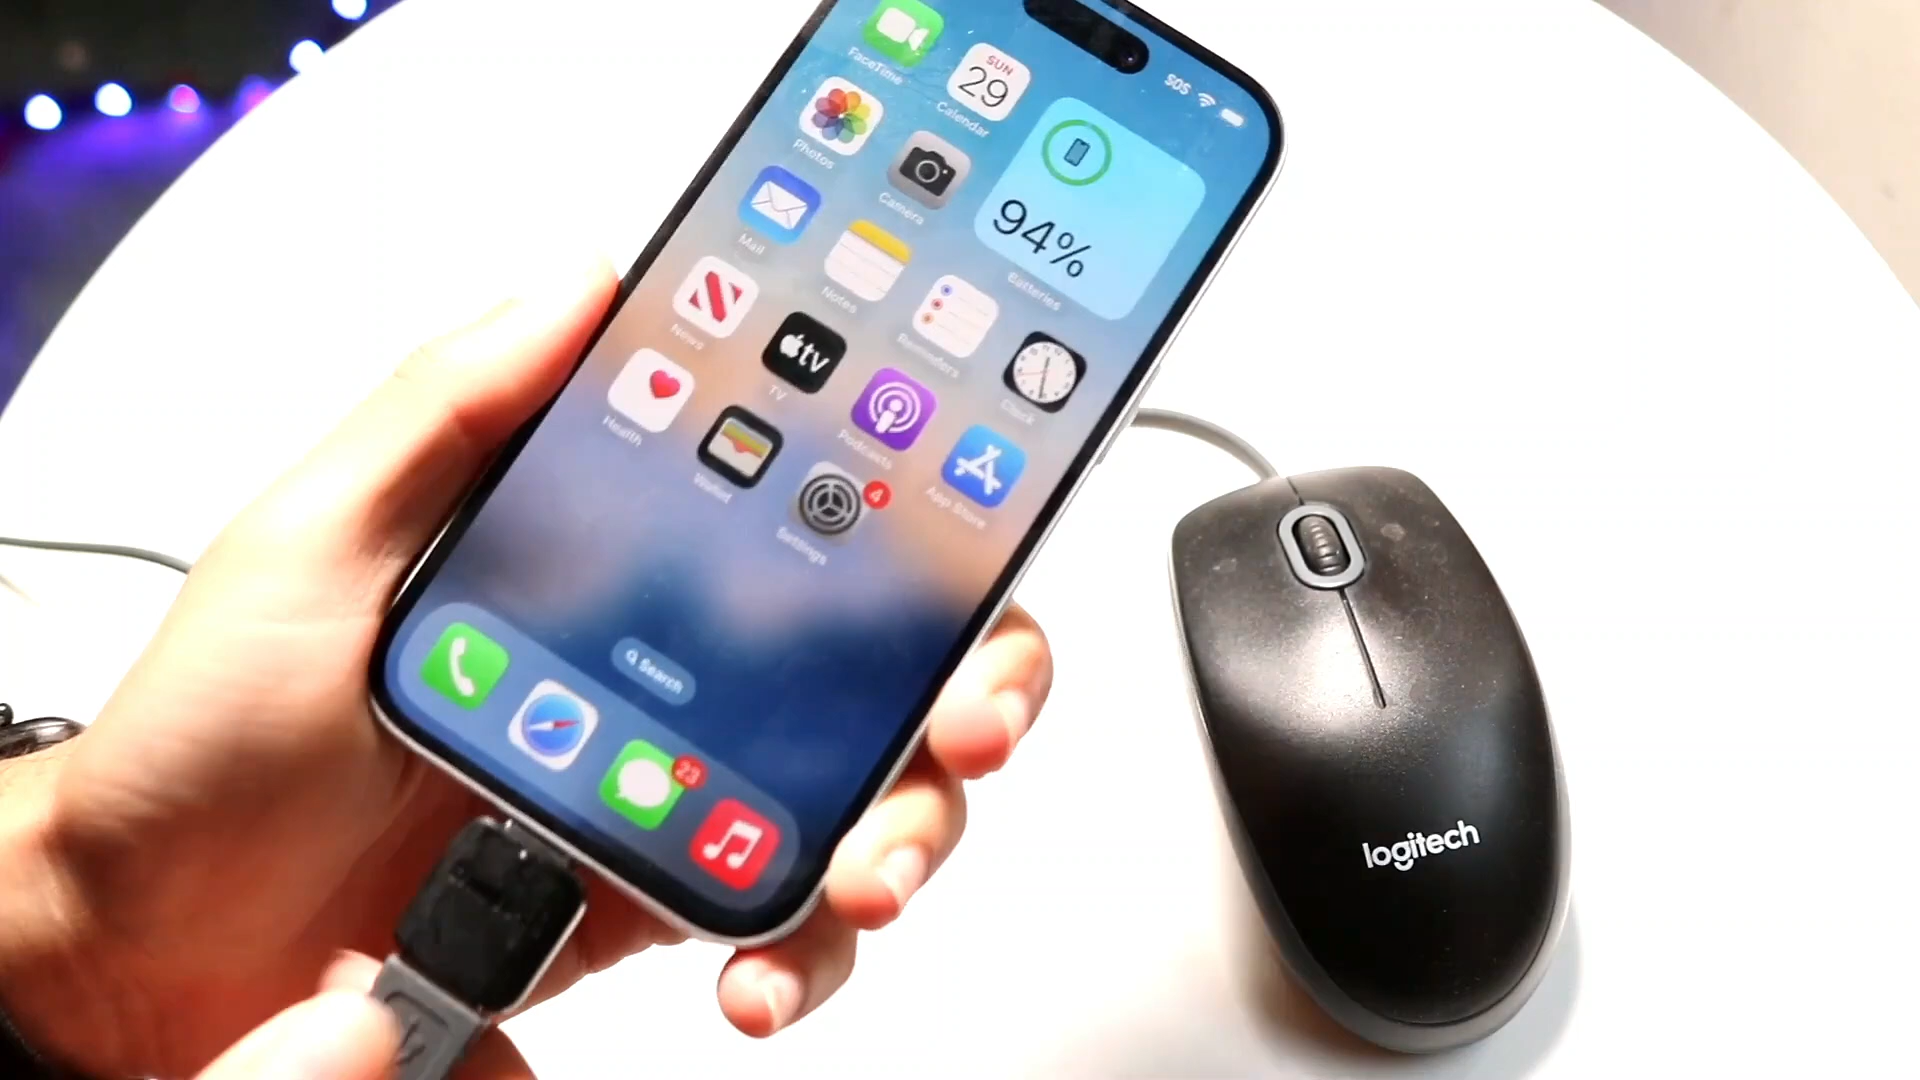 SOS
FaceTime
SUN
29
Calendar
Photos
Camera
94%
Batteries
Mail
Notes
Reminders
Clock
News
tv
TV
Podcasts
App Store
Health
Wallet
4
Settings
Search
23
logitech